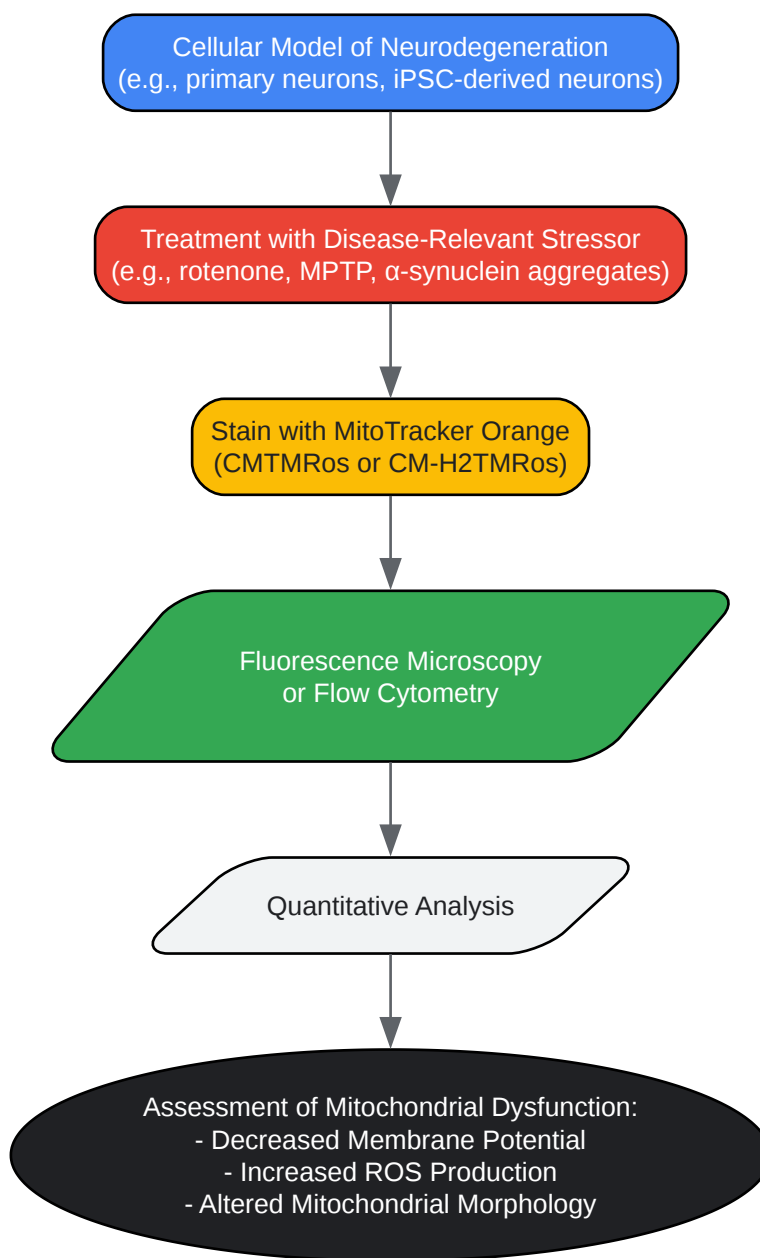 Cellular Model of Neurodegeneration
(e.g., primary neurons, iPSC-derived neurons)
Treatment with Disease-Relevant Stressor
(e.g., rotenone, MPTP, α-synuclein aggregates)
Stain with MitoTracker Orange
(CMTMRos or CM-H2TMRos)
Fluorescence Microscopy
or Flow Cytometry
Quantitative Analysis
Assessment of Mitochondrial Dysfunction:
- Decreased Membrane Potential
- Increased ROS Production
- Altered Mitochondrial Morphology